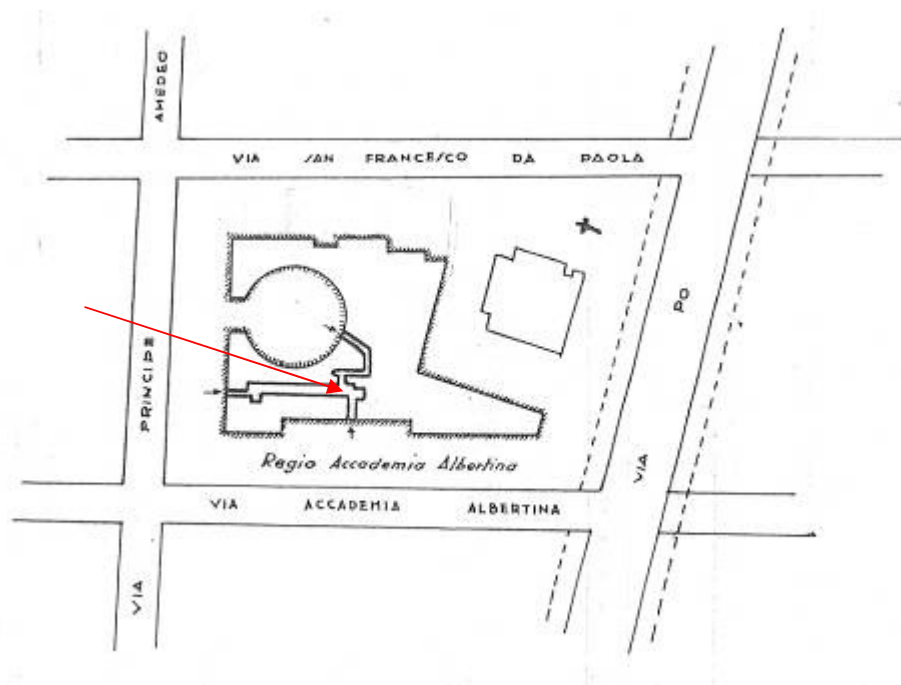 VIA PRINCIPE AMEDEO
VIA SAN FRANCESCO DA PAOLA
VIA PO
Regio Accademia Albertina
VIA ACCADEMIA ALBERTINA